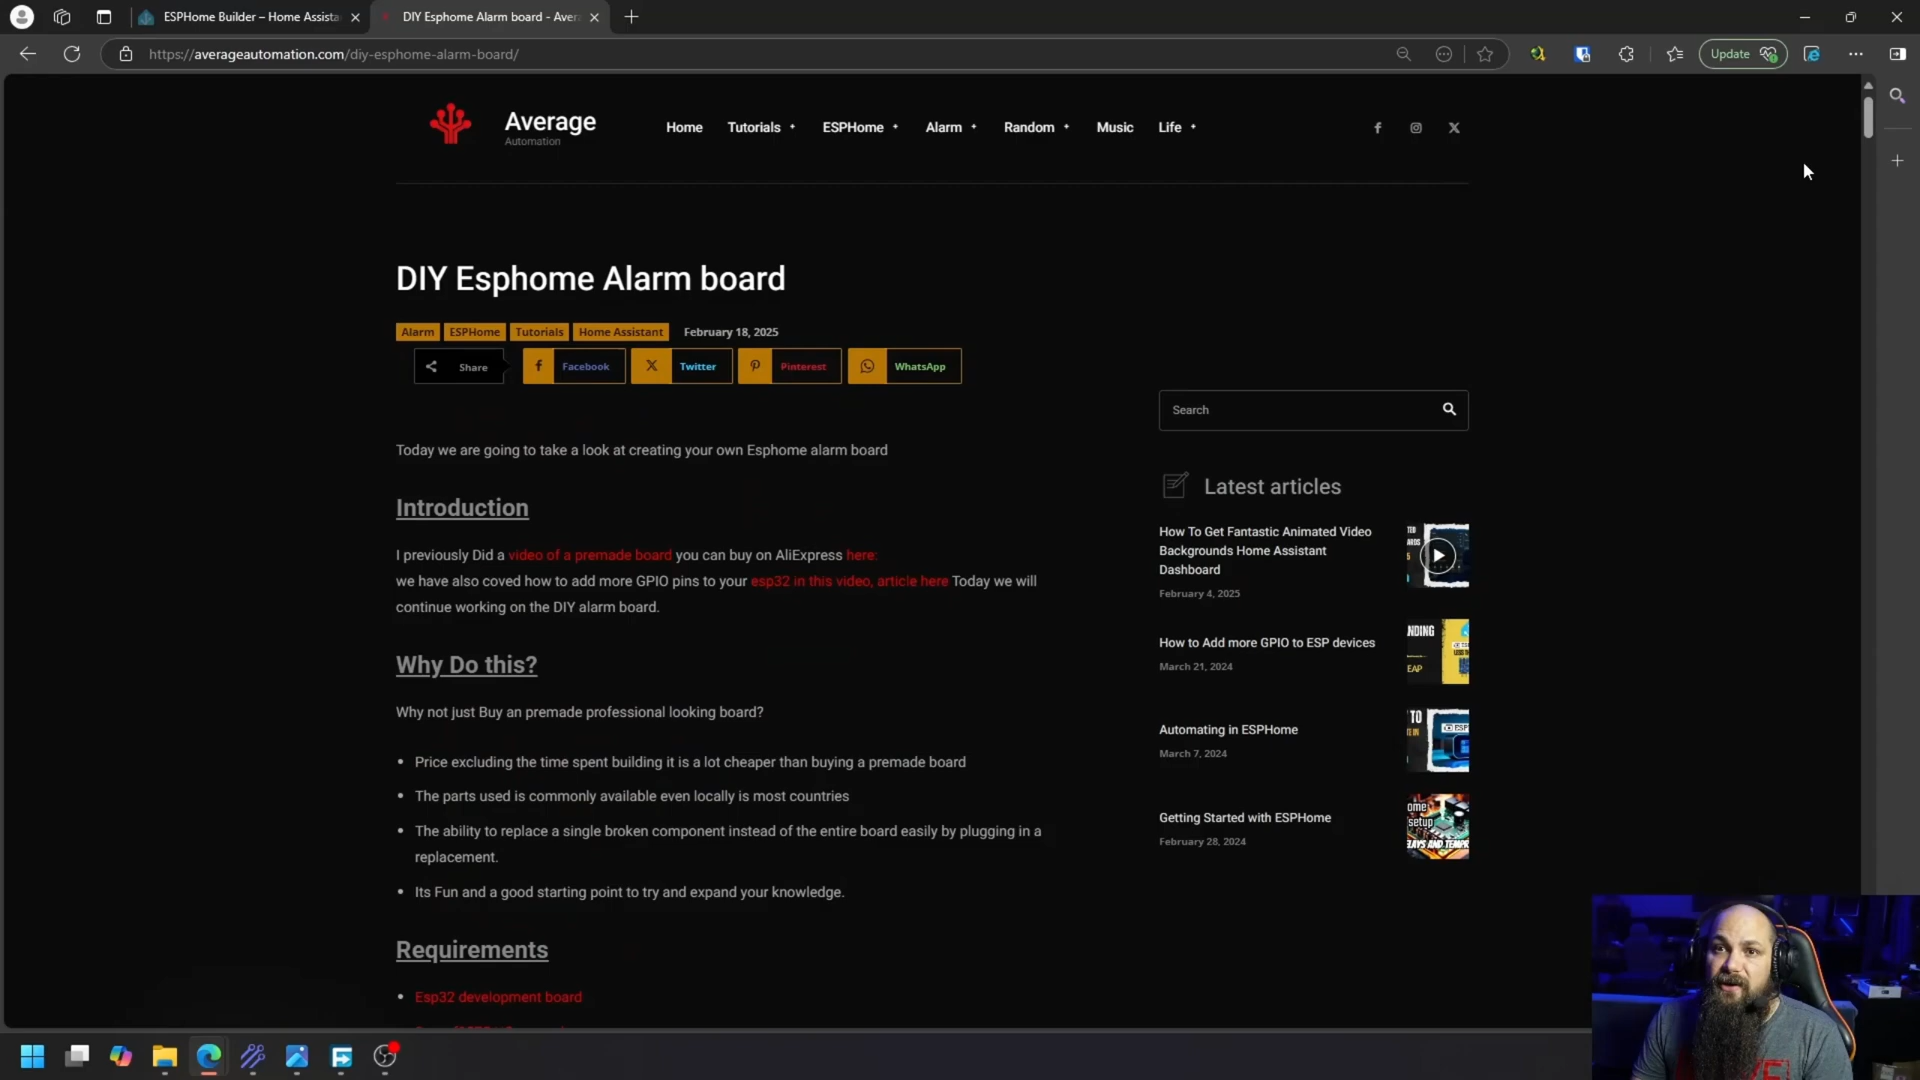 ESPHome Builder – Home Assista
DIY Esphome Alarm board - Aver
https://averageautomation.com/diy-esphome-alarm-board/
Update
Average
Automation
Home
Tutorials +
ESPHome +
Alarm +
Random +
Music
Life +
DIY Esphome Alarm board
Alarm
ESPHome
Tutorials
Home Assistant
February 18, 2025
Share
Facebook
Twitter
Pinterest
WhatsApp
Search
Today we are going to take a look at creating your own Esphome alarm board
Introduction
I previously Did a video of a premade board you can buy on AliExpress here:
we have also coved how to add more GPIO pins to your esp32 in this video, article here Today we will
continue working on the DIY alarm board.
Why Do this?
Why not just Buy an premade professional looking board?
• Price excluding the time spent building it is a lot cheaper than buying a premade board
• The parts used is commonly available even locally is most countries
• The ability to replace a single broken component instead of the entire board easily by plugging in a
replacement.
• Its Fun and a good starting point to try and expand your knowledge.
Requirements
• Esp32 development board
Latest articles
How To Get Fantastic Animated Video
Backgrounds Home Assistant
Dashboard
February 4, 2025
How to Add more GPIO to ESP devices
March 21, 2024
NDING
EAP
Automating in ESPHome
March 7, 2024
TO
Getting Started with ESPHome
February 28, 2024
ome
setup
LAYS AND TEMPR